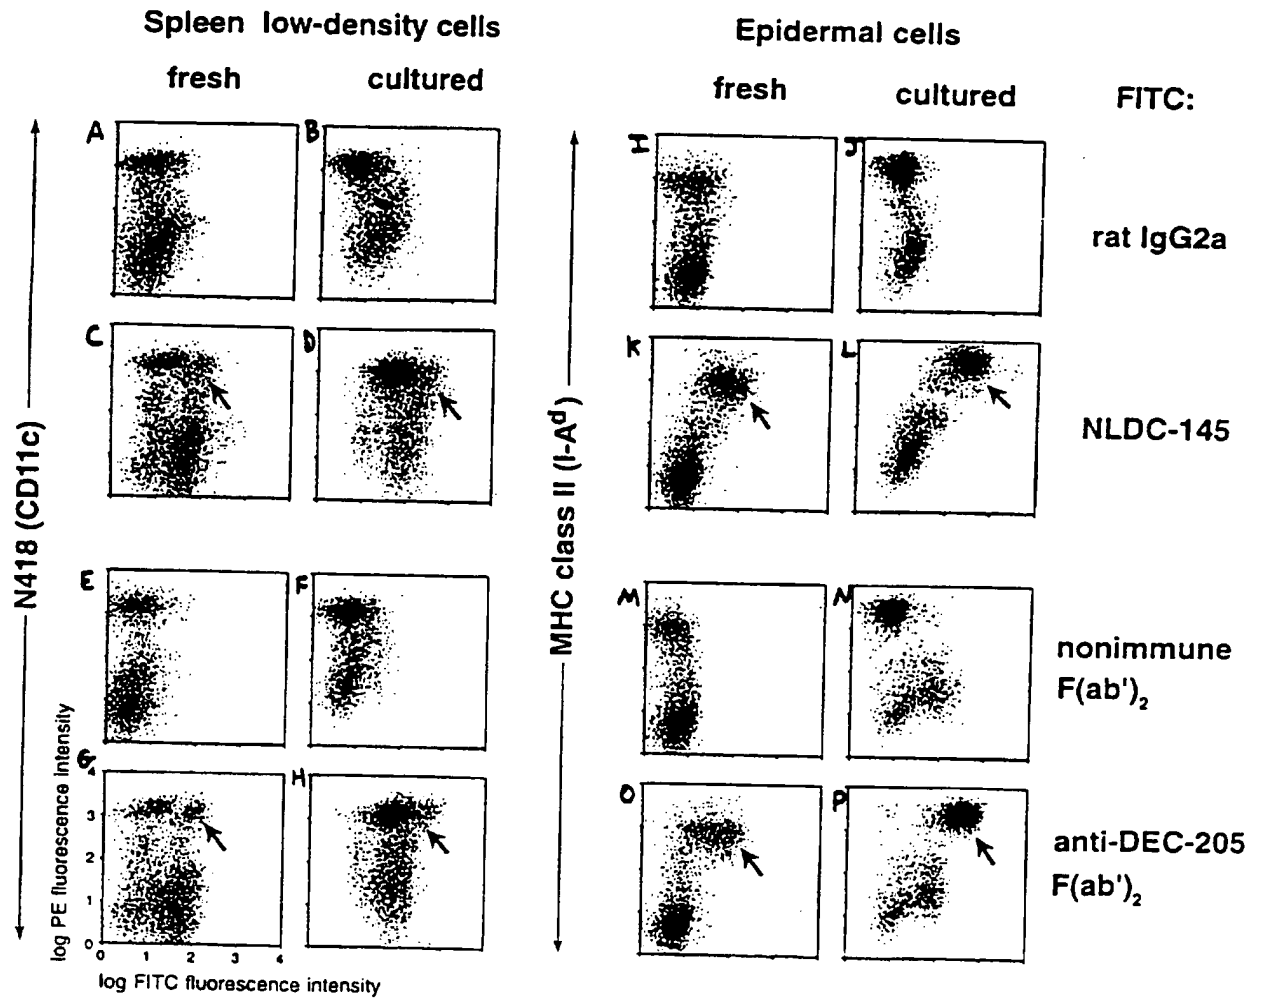 Spleen low-density cells
Epidermal cells
fresh
cultured
fresh
cultured
FITC:
A
B
I
J
rat IgG2a
C
D
K
L
NLDC-145
N418 (CD11c)
MHC class II (I-Aᵈ)
E
F
M
N
nonimmune
F(ab')₂
G
H
O
P
anti-DEC-205
F(ab')₂
log PE fluorescence intensity
4
3
2
1
0
0 1 2 3 4
log FITC fluorescence intensity